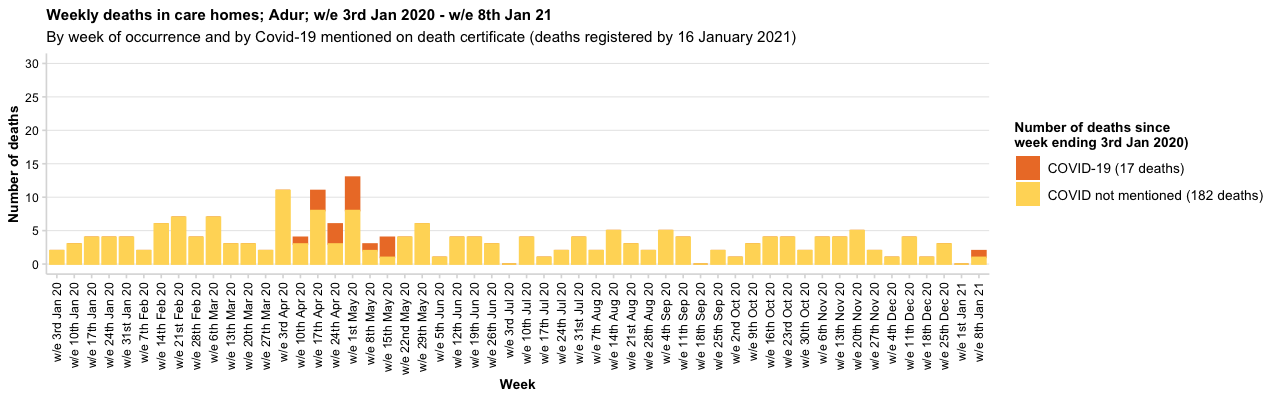 Weekly deaths in care homes; Adur; w/e 3rd Jan 2020 - w/e 8th Jan 21
By week of occurrence and by Covid-19 mentioned on death certificate (deaths registered by 16 January 2021)
Number of deaths
30
25
20
15
10
5
0
w/e 3rd Jan 20
w/e 10th Jan 20
w/e 17th Jan 20
w/e 24th Jan 20
w/e 31st Jan 20
w/e 7th Feb 20
w/e 14th Feb 20
w/e 21st Feb 20
w/e 28th Feb 20
w/e 6th Mar 20
w/e 13th Mar 20
w/e 20th Mar 20
w/e 27th Mar 20
w/e 3rd Apr 20
w/e 10th Apr 20
w/e 17th Apr 20
w/e 24th Apr 20
w/e 1st May 20
w/e 8th May 20
w/e 15th May 20
w/e 22nd May 20
w/e 29th May 20
w/e 5th Jun 20
w/e 12th Jun 20
w/e 19th Jun 20
w/e 26th Jun 20
w/e 3rd Jul 20
w/e 10th Jul 20
w/e 17th Jul 20
w/e 24th Jul 20
w/e 31st Jul 20
w/e 7th Aug 20
w/e 14th Aug 20
w/e 21st Aug 20
w/e 28th Aug 20
w/e 4th Sep 20
w/e 11th Sep 20
w/e 18th Sep 20
w/e 25th Sep 20
w/e 2nd Oct 20
w/e 9th Oct 20
w/e 16th Oct 20
w/e 23rd Oct 20
w/e 30th Oct 20
w/e 6th Nov 20
w/e 13th Nov 20
w/e 20th Nov 20
w/e 27th Nov 20
w/e 4th Dec 20
w/e 11th Dec 20
w/e 18th Dec 20
w/e 25th Dec 20
w/e 1st Jan 21
w/e 8th Jan 21
Week
Number of deaths since
week ending 3rd Jan 2020)
COVID-19 (17 deaths)
COVID not mentioned (182 deaths)